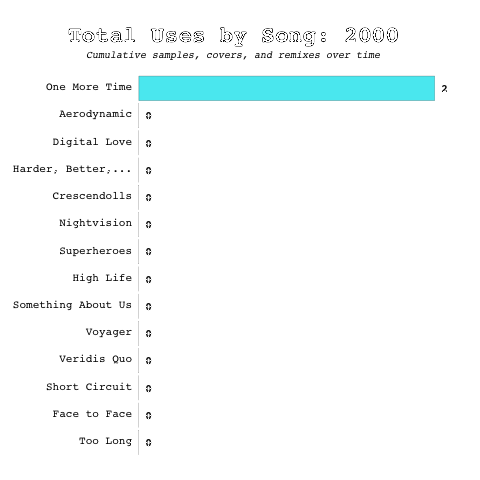 Total Uses by Song: 2000
Cumulative samples, covers, and remixes over time
One More Time 2
Aerodynamic 0
Digital Love 0
Harder, Better,... 0
Crescendolls 0
Nightvision 0
Superheroes 0
High Life 0
Something About Us 0
Voyager 0
Veridis Quo 0
Short Circuit 0
Face to Face 0
Too Long 0